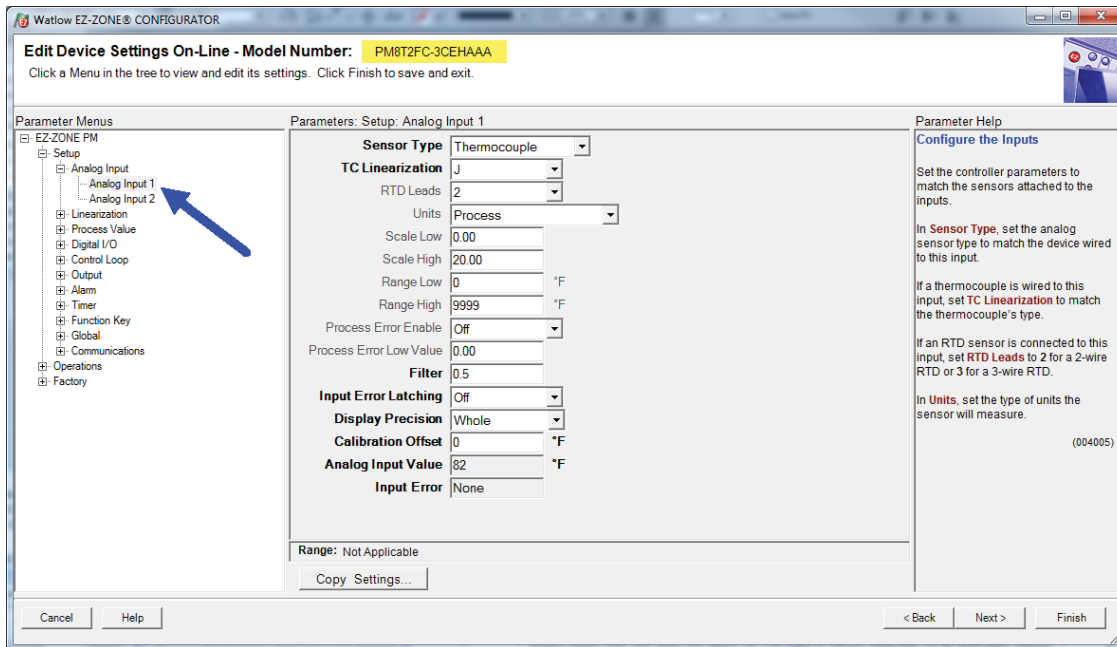 Watlow EZ-ZONE® CONFIGURATOR
Edit Device Settings On-Line - Model Number: PM8T2FC-3CEHAAA
Click a Menu in the tree to view and edit its settings. Click Finish to save and exit.
Parameter Menus
EZ-ZONE PM
Setup
Analog Input
Analog Input 1
Analog Input 2
Linearization
Process Value
Digital I/O
Control Loop
Output
Alarm
Timer
Function Key
Global
Communications
Operations
Factory
Parameters: Setup: Analog Input 1
Sensor Type Thermocouple
TC Linearization J
RTD Leads 2
Units Process
Scale Low 0.00
Scale High 20.00
Range Low 0 °F
Range High 9999 °F
Process Error Enable Off
Process Error Low Value 0.00
Filter 0.5
Input Error Latching Off
Display Precision Whole
Calibration Offset 0 °F
Analog Input Value 82 °F
Input Error None
Range: Not Applicable
Copy Settings...
Parameter Help
Configure the Inputs
Set the controller parameters to
match the sensors attached to the
inputs.
In Sensor Type, set the analog
sensor type to match the device wired
to this input.
If a thermocouple is wired to this
input, set TC Linearization to match
the thermocouple's type.
If an RTD sensor is connected to this
input, set RTD Leads to 2 for a 2-wire
RTD or 3 for a 3-wire RTD.
In Units, set the type of units the
sensor will measure.
(004005)
Cancel Help < Back Next > Finish